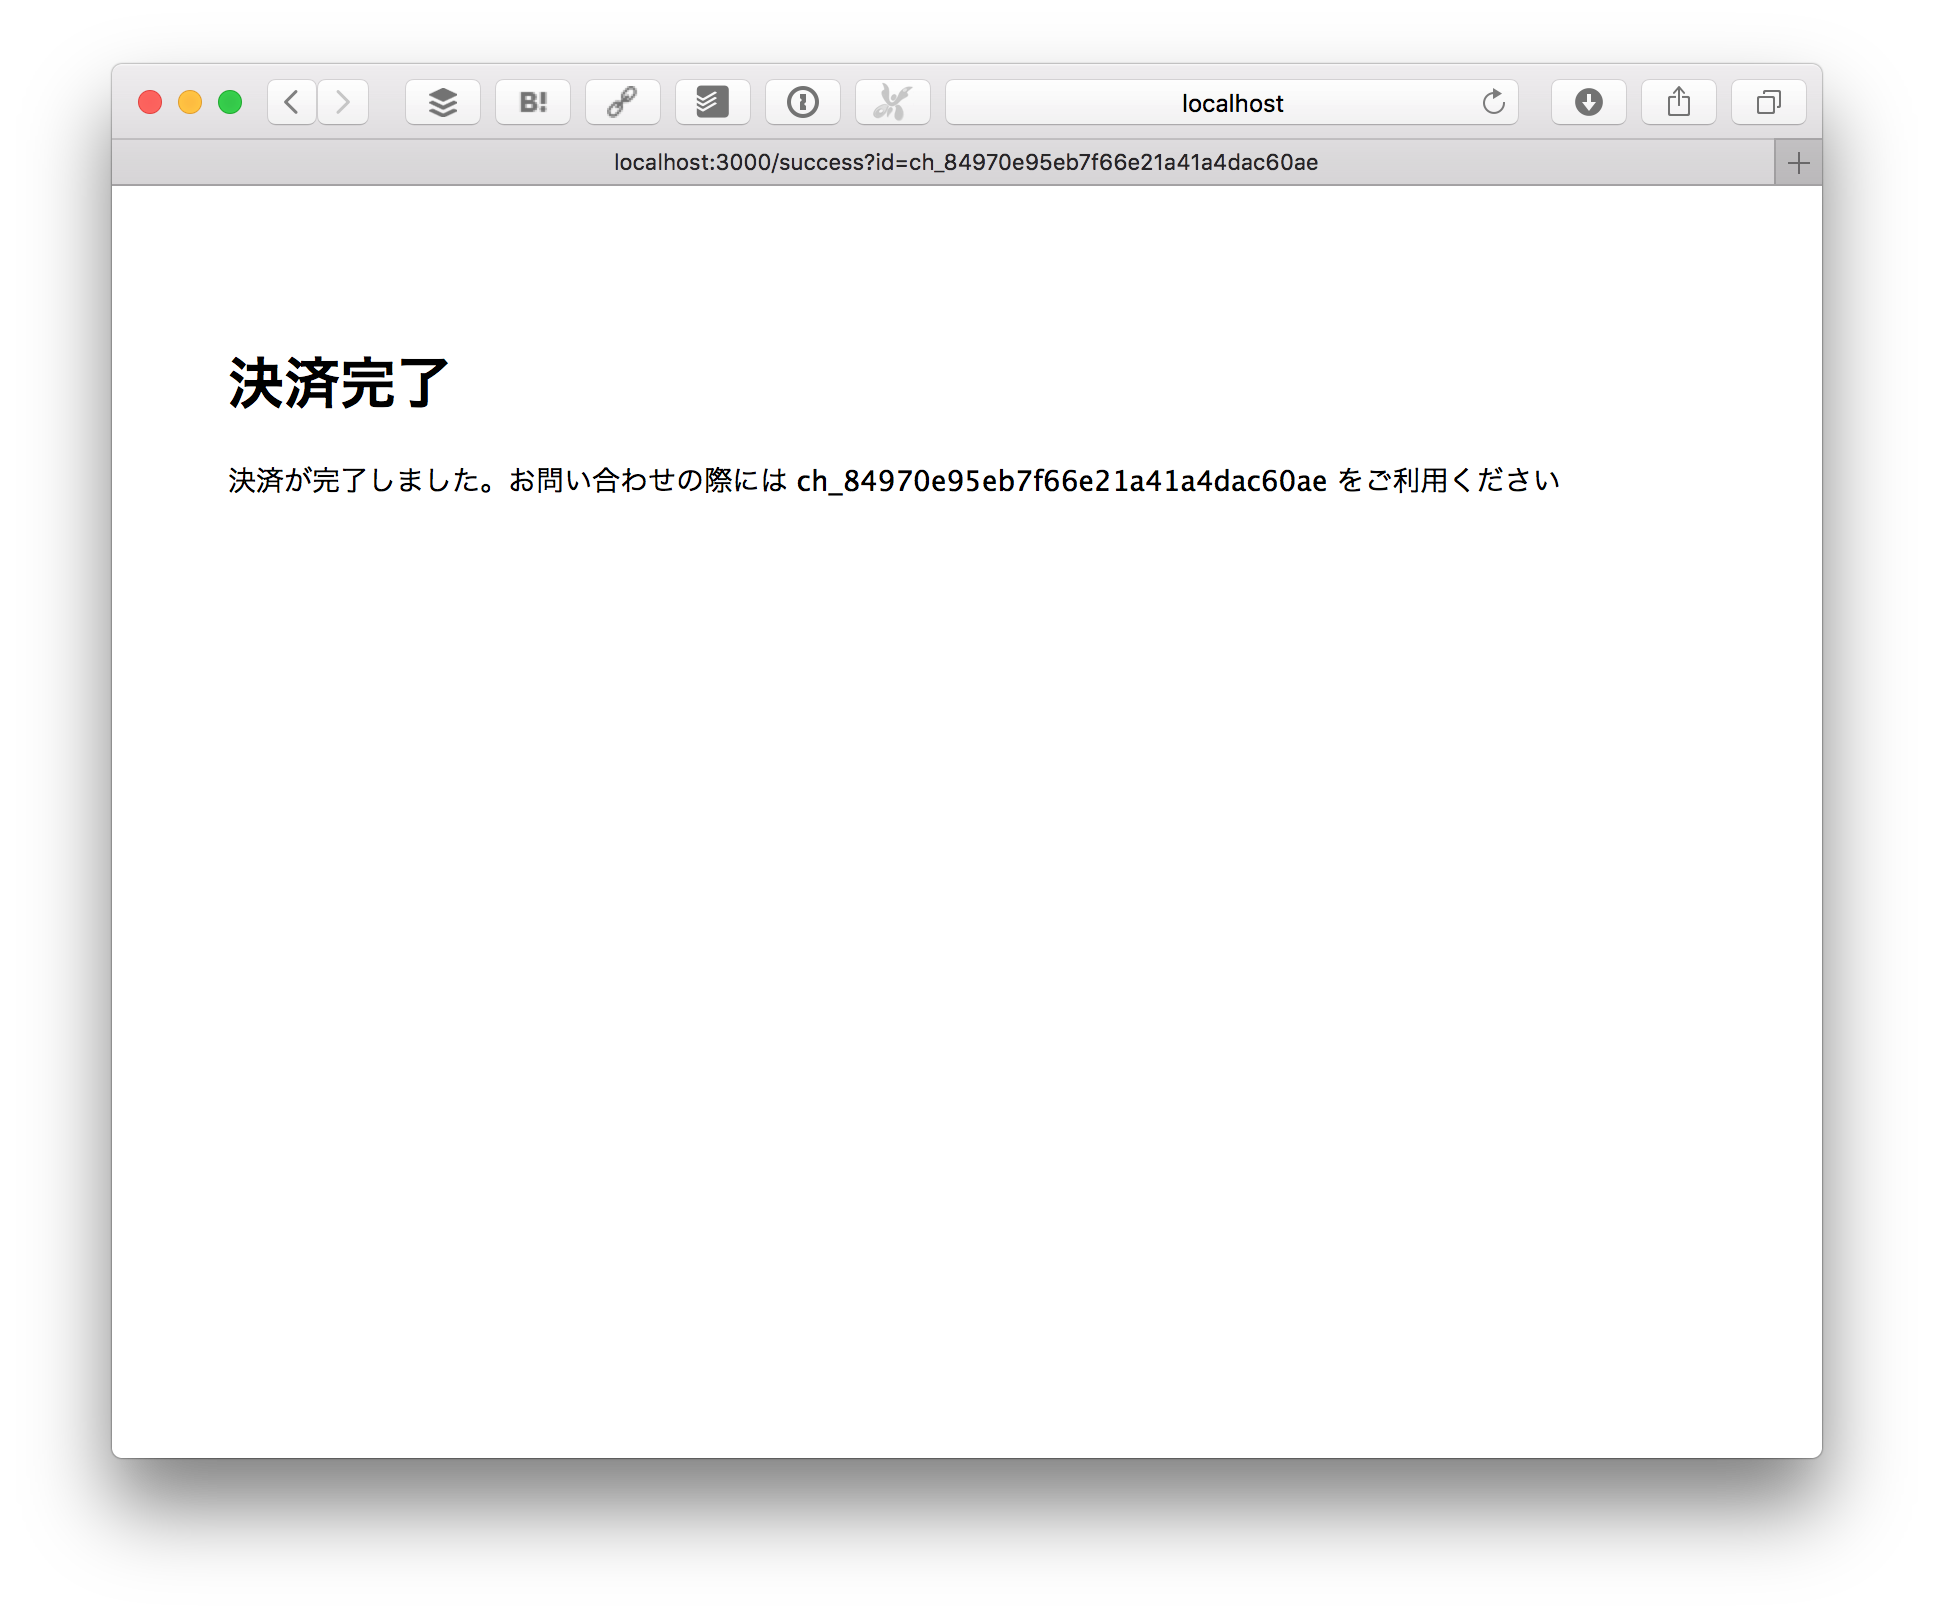 B!
localhost
localhost:3000/success?id=ch_84970e95eb7f66e21a41a4dac60ae
決済完了
決済が完了しました。お問い合わせの際には ch_84970e95eb7f66e21a41a4dac60ae をご利用ください